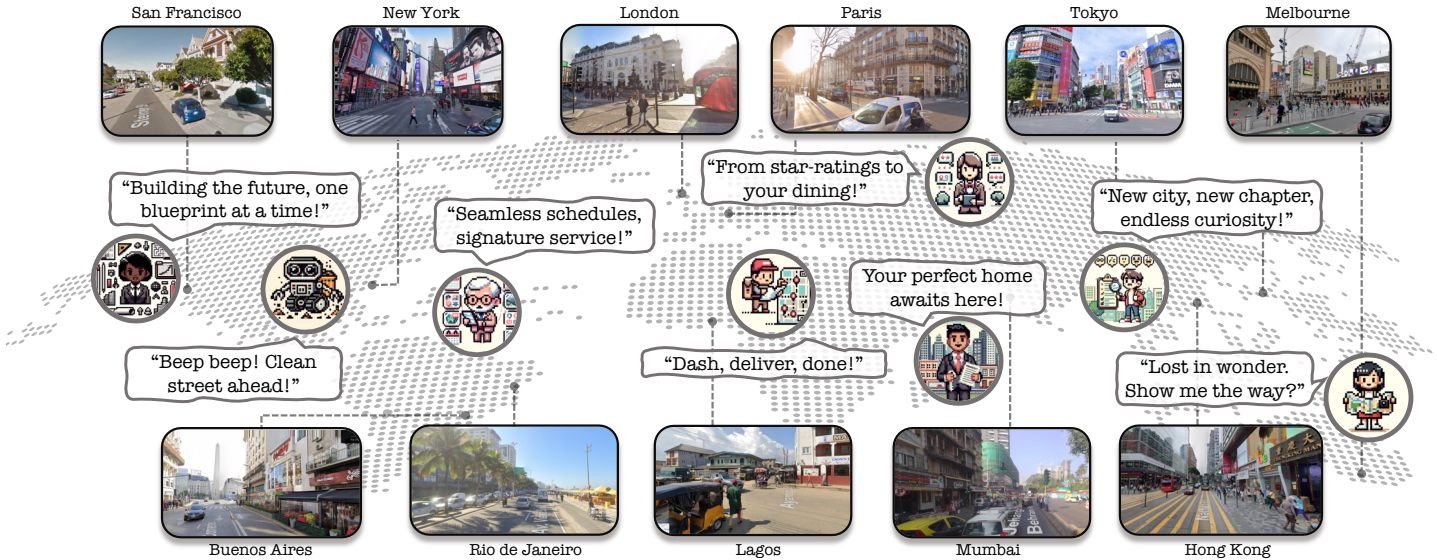 San Francisco
New York
London
Paris
Tokyo
Melbourne
“Building the future, one
blueprint at a time!”
“Seamless schedules,
signature service!”
“From star-ratings to
your dining!”
“New city, new chapter,
endless curiosity!”
Your perfect home
awaits here!
“Beep beep! Clean
street ahead!”
“Dash, deliver, done!”
“Lost in wonder.
Show me the way?”
Buenos Aires
Rio de Janeiro
Lagos
Mumbai
Hong Kong